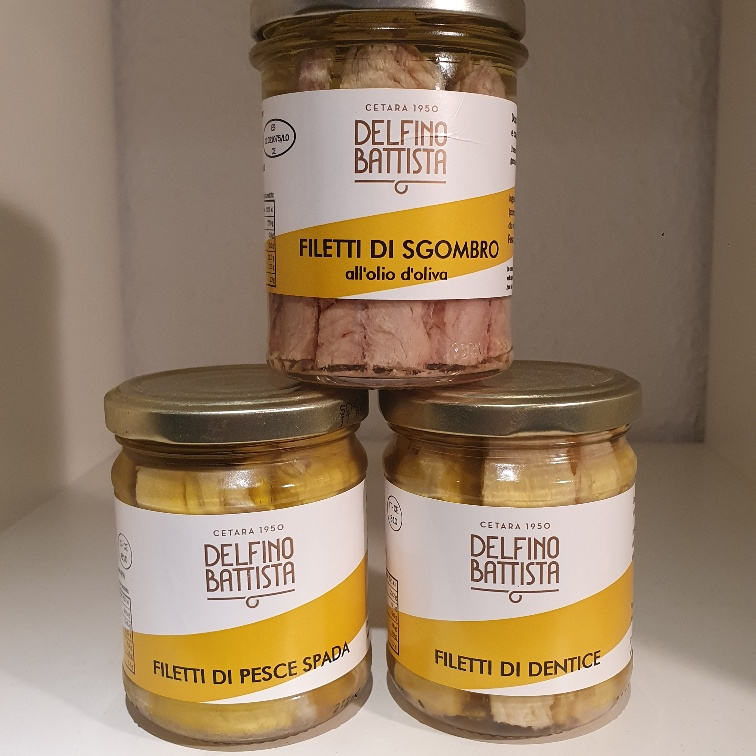 CETARA 1950
DELFINO
BATTISTA
FILETTI DI SGOMBRO
all'olio d'oliva
CETARA 1950
DELFINO
BATTISTA
FILETTI DI PESCE SPADA
CETARA 1950
DELFINO
BATTISTA
FILETTI DI DENTICE